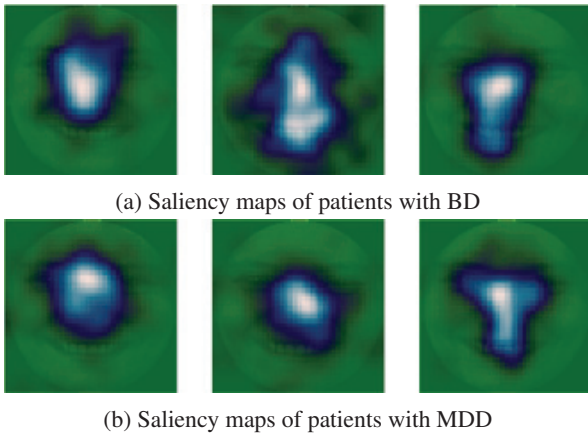 (a) Saliency maps of patients with BD
(b) Saliency maps of patients with MDD